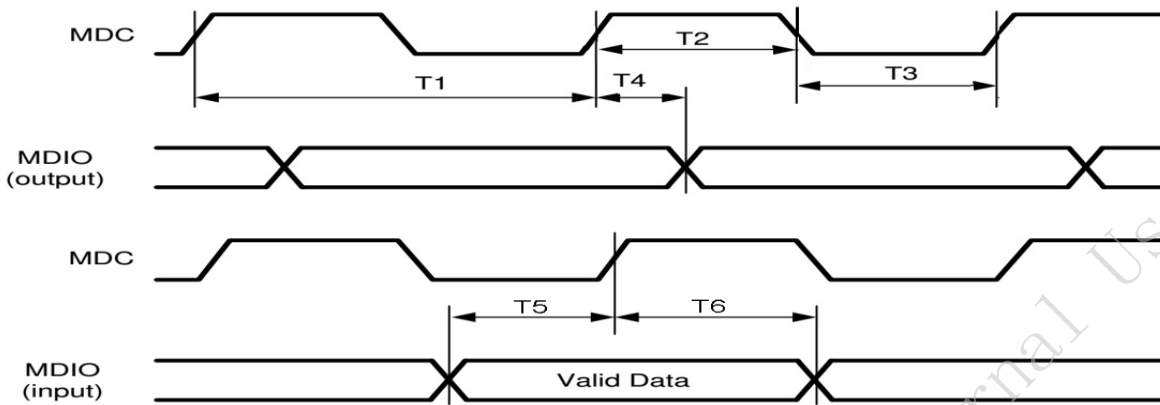 MDC
T2
T3
T1
T4
MDIO
(output)
MDC
T5
T6
MDIO
(input)
Valid Data